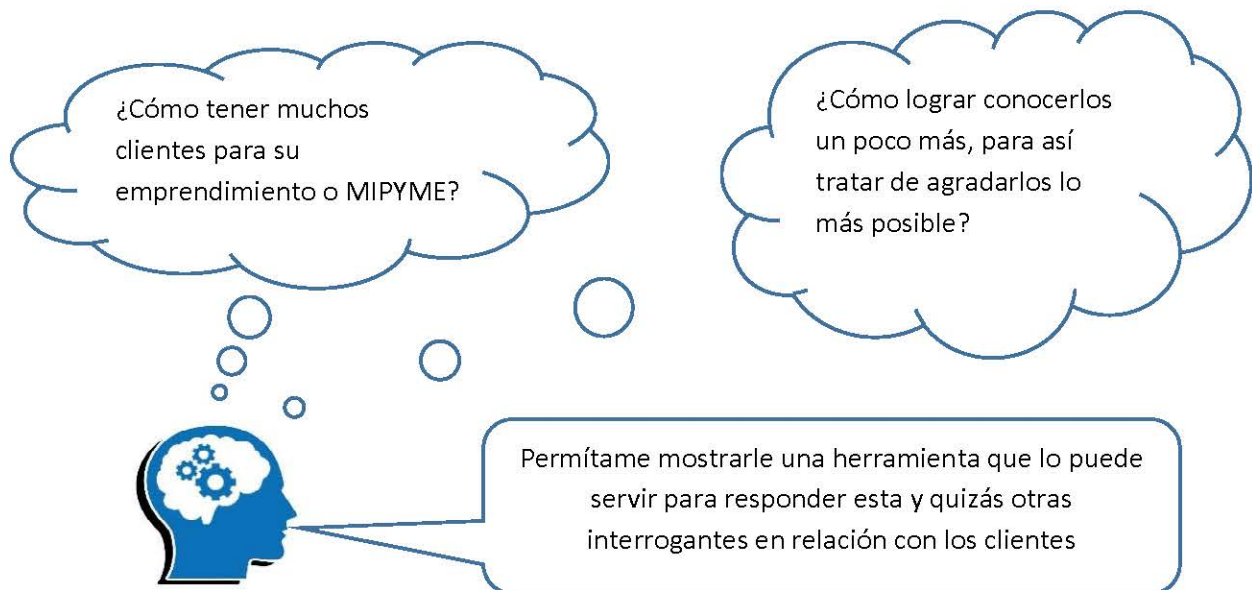 ¿Cómo tener muchos
clientes para su
emprendimiento o MIPYME?
¿Cómo lograr conocerlos
un poco más, para así
tratar de agradarlos lo
más posible?
Permítame mostrarle una herramienta que lo puede
servir para responder esta y quizás otras
interrogantes en relación con los clientes